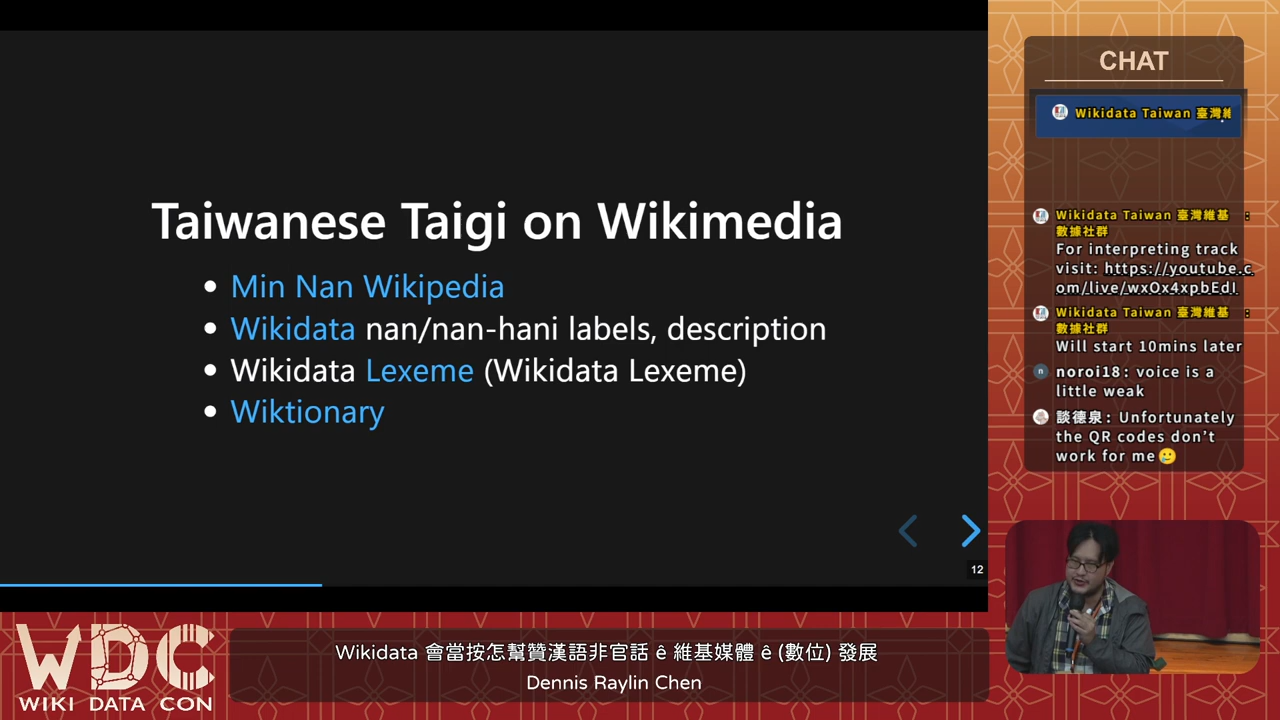 Taiwanese Taigi on Wikimedia
• Min Nan Wikipedia
• Wikidata nan/nan-hani labels, description
• Wikidata Lexeme (Wikidata Lexeme)
• Wiktionary
12
CHAT
Wikidata Taiwan 臺灣維
Wikidata Taiwan 臺灣維基 :
數據社群
For interpreting track
visit: https://youtube.c
om/live/wxOx4xpbEdI
Wikidata Taiwan 臺灣維基 :
數據社群
Will start 10mins later
n noroi18: voice is a
little weak
談德泉: Unfortunately
the QR codes don't
work for me🥲
WDC
WIKI DATA CON
Wikidata 會當按怎幫贊漢語非官話 ê 維基媒體 ê (數位) 發展
Dennis Raylin Chen